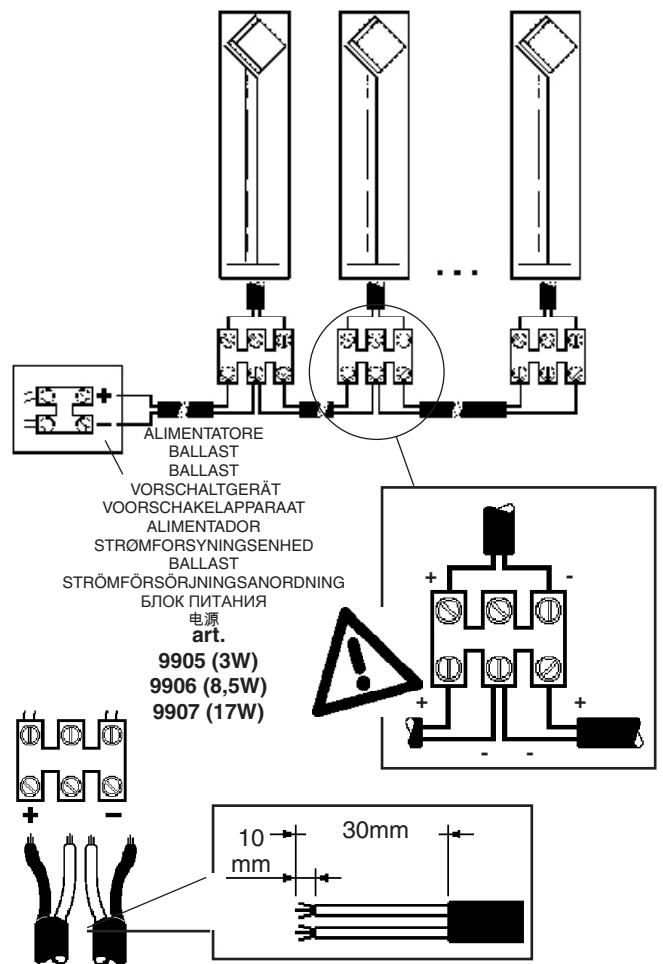 ...
+
−
ALIMENTATORE
BALLAST
BALLAST
VORSCHALTGERÄT
VOORSCHAKELAPPARAAT
ALIMENTADOR
STRØMFORSYNINGSENHED
BALLAST
STRÖMFÖRSÖRJNINGSANORDNING
БЛОК ПИТАНИЯ
电源
art.
9905 (3W)
9906 (8,5W)
9907 (17W)
+ -
+ +
- -
+ −
10 mm
30mm